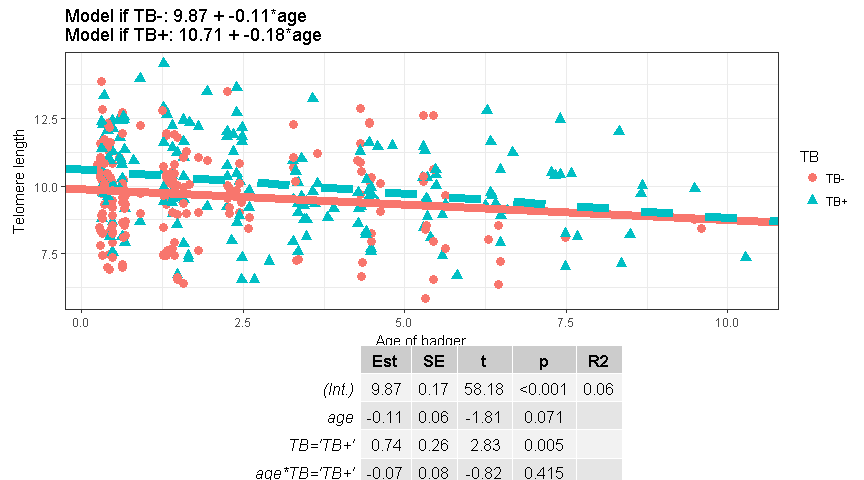 Model if TB-: 9.87 + -0.11*age
Model if TB+: 10.71 + -0.18*age
Telomere length
12.5
10.0
7.5
0.0 2.5 5.0 7.5 10.0
Age of badger
TB
TB-
TB+
Est SE t p R2
(Int.) 9.87 0.17 58.18 <0.001 0.06
age -0.11 0.06 -1.81 0.071
TB='TB+' 0.74 0.26 2.83 0.005
age*TB='TB+' -0.07 0.08 -0.82 0.415